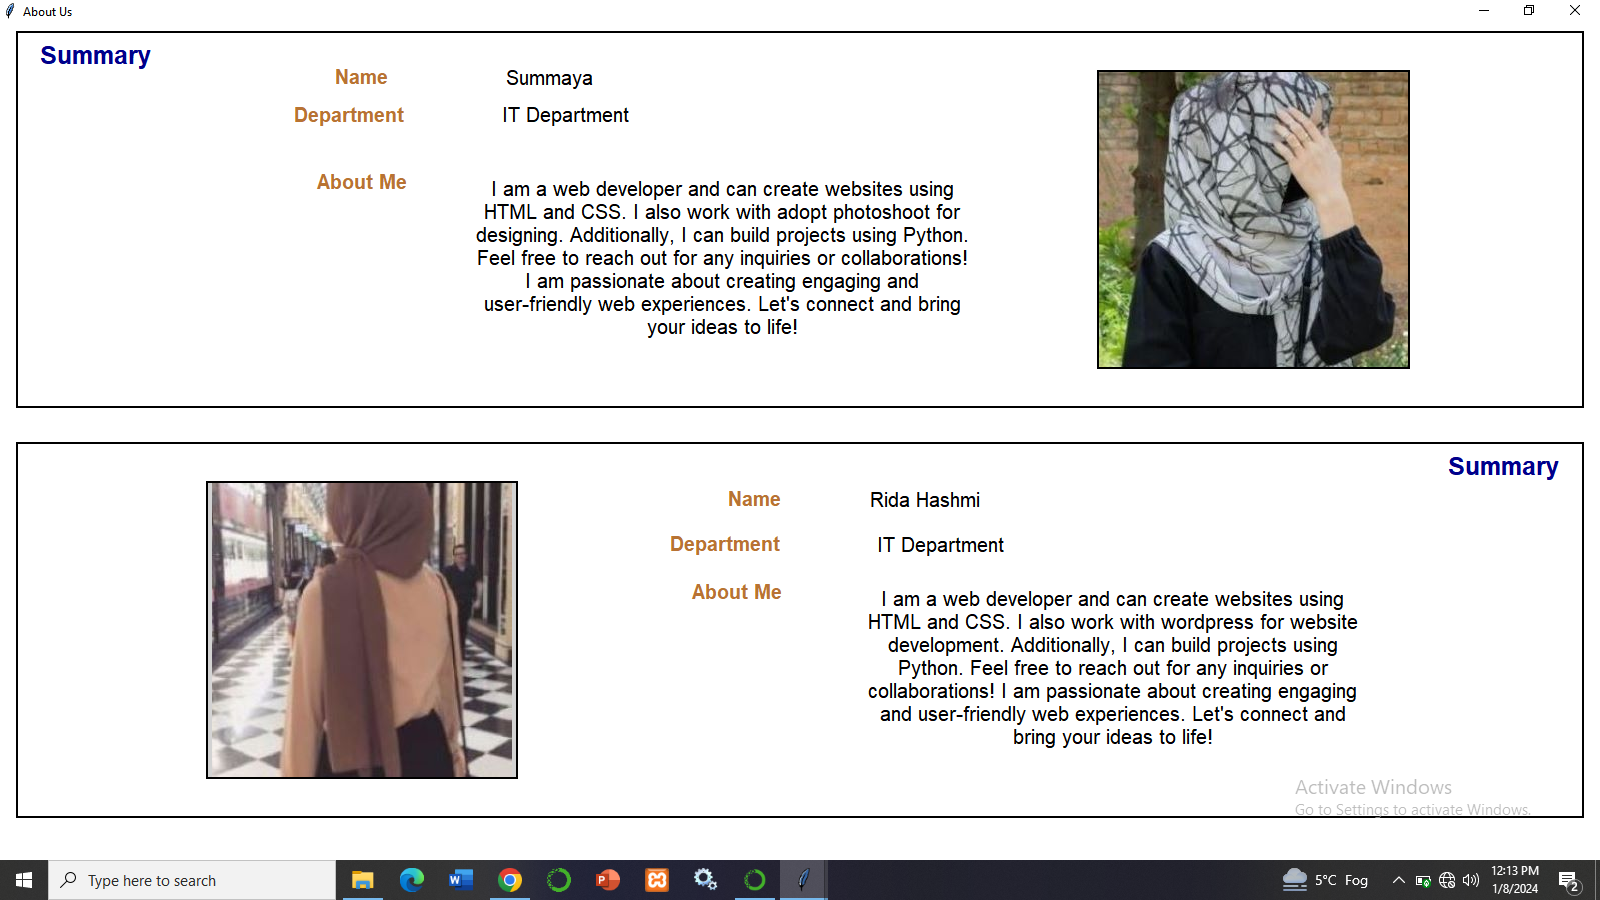 About Us
Summary
Name
Summaya
Department
IT Department
About Me
I am a web developer and can create websites using
HTML and CSS. I also work with adopt photoshoot for
designing. Additionally, I can build projects using Python.
Feel free to reach out for any inquiries or collaborations!
I am passionate about creating engaging and
user-friendly web experiences. Let's connect and bring
your ideas to life!
Summary
Name
Rida Hashmi
Department
IT Department
About Me
I am a web developer and can create websites using
HTML and CSS. I also work with wordpress for website
development. Additionally, I can build projects using
Python. Feel free to reach out for any inquiries or
collaborations! I am passionate about creating engaging
and user-friendly web experiences. Let's connect and
bring your ideas to life!
Activate Windows
Go to Settings to activate Windows.
Type here to search
5°C Fog
12:13 PM
1/8/2024
2